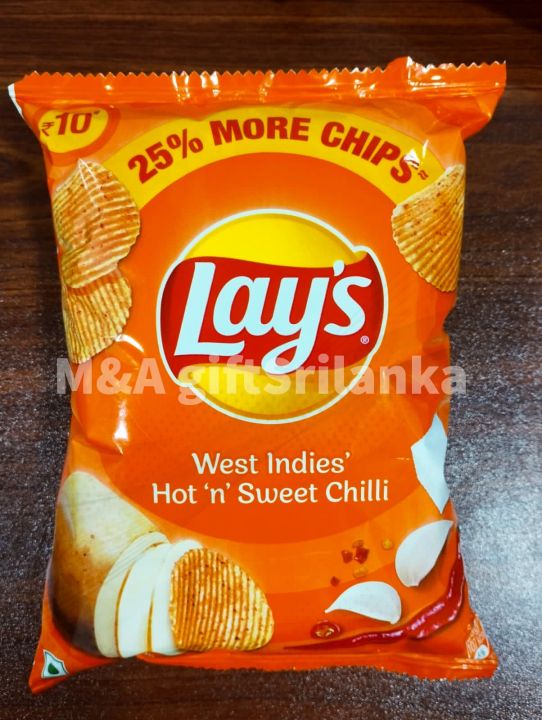 ₹10*
25% MORE CHIPS≈
Lay's®
M&A giftSrilanka
West Indies'
Hot 'n' Sweet Chilli